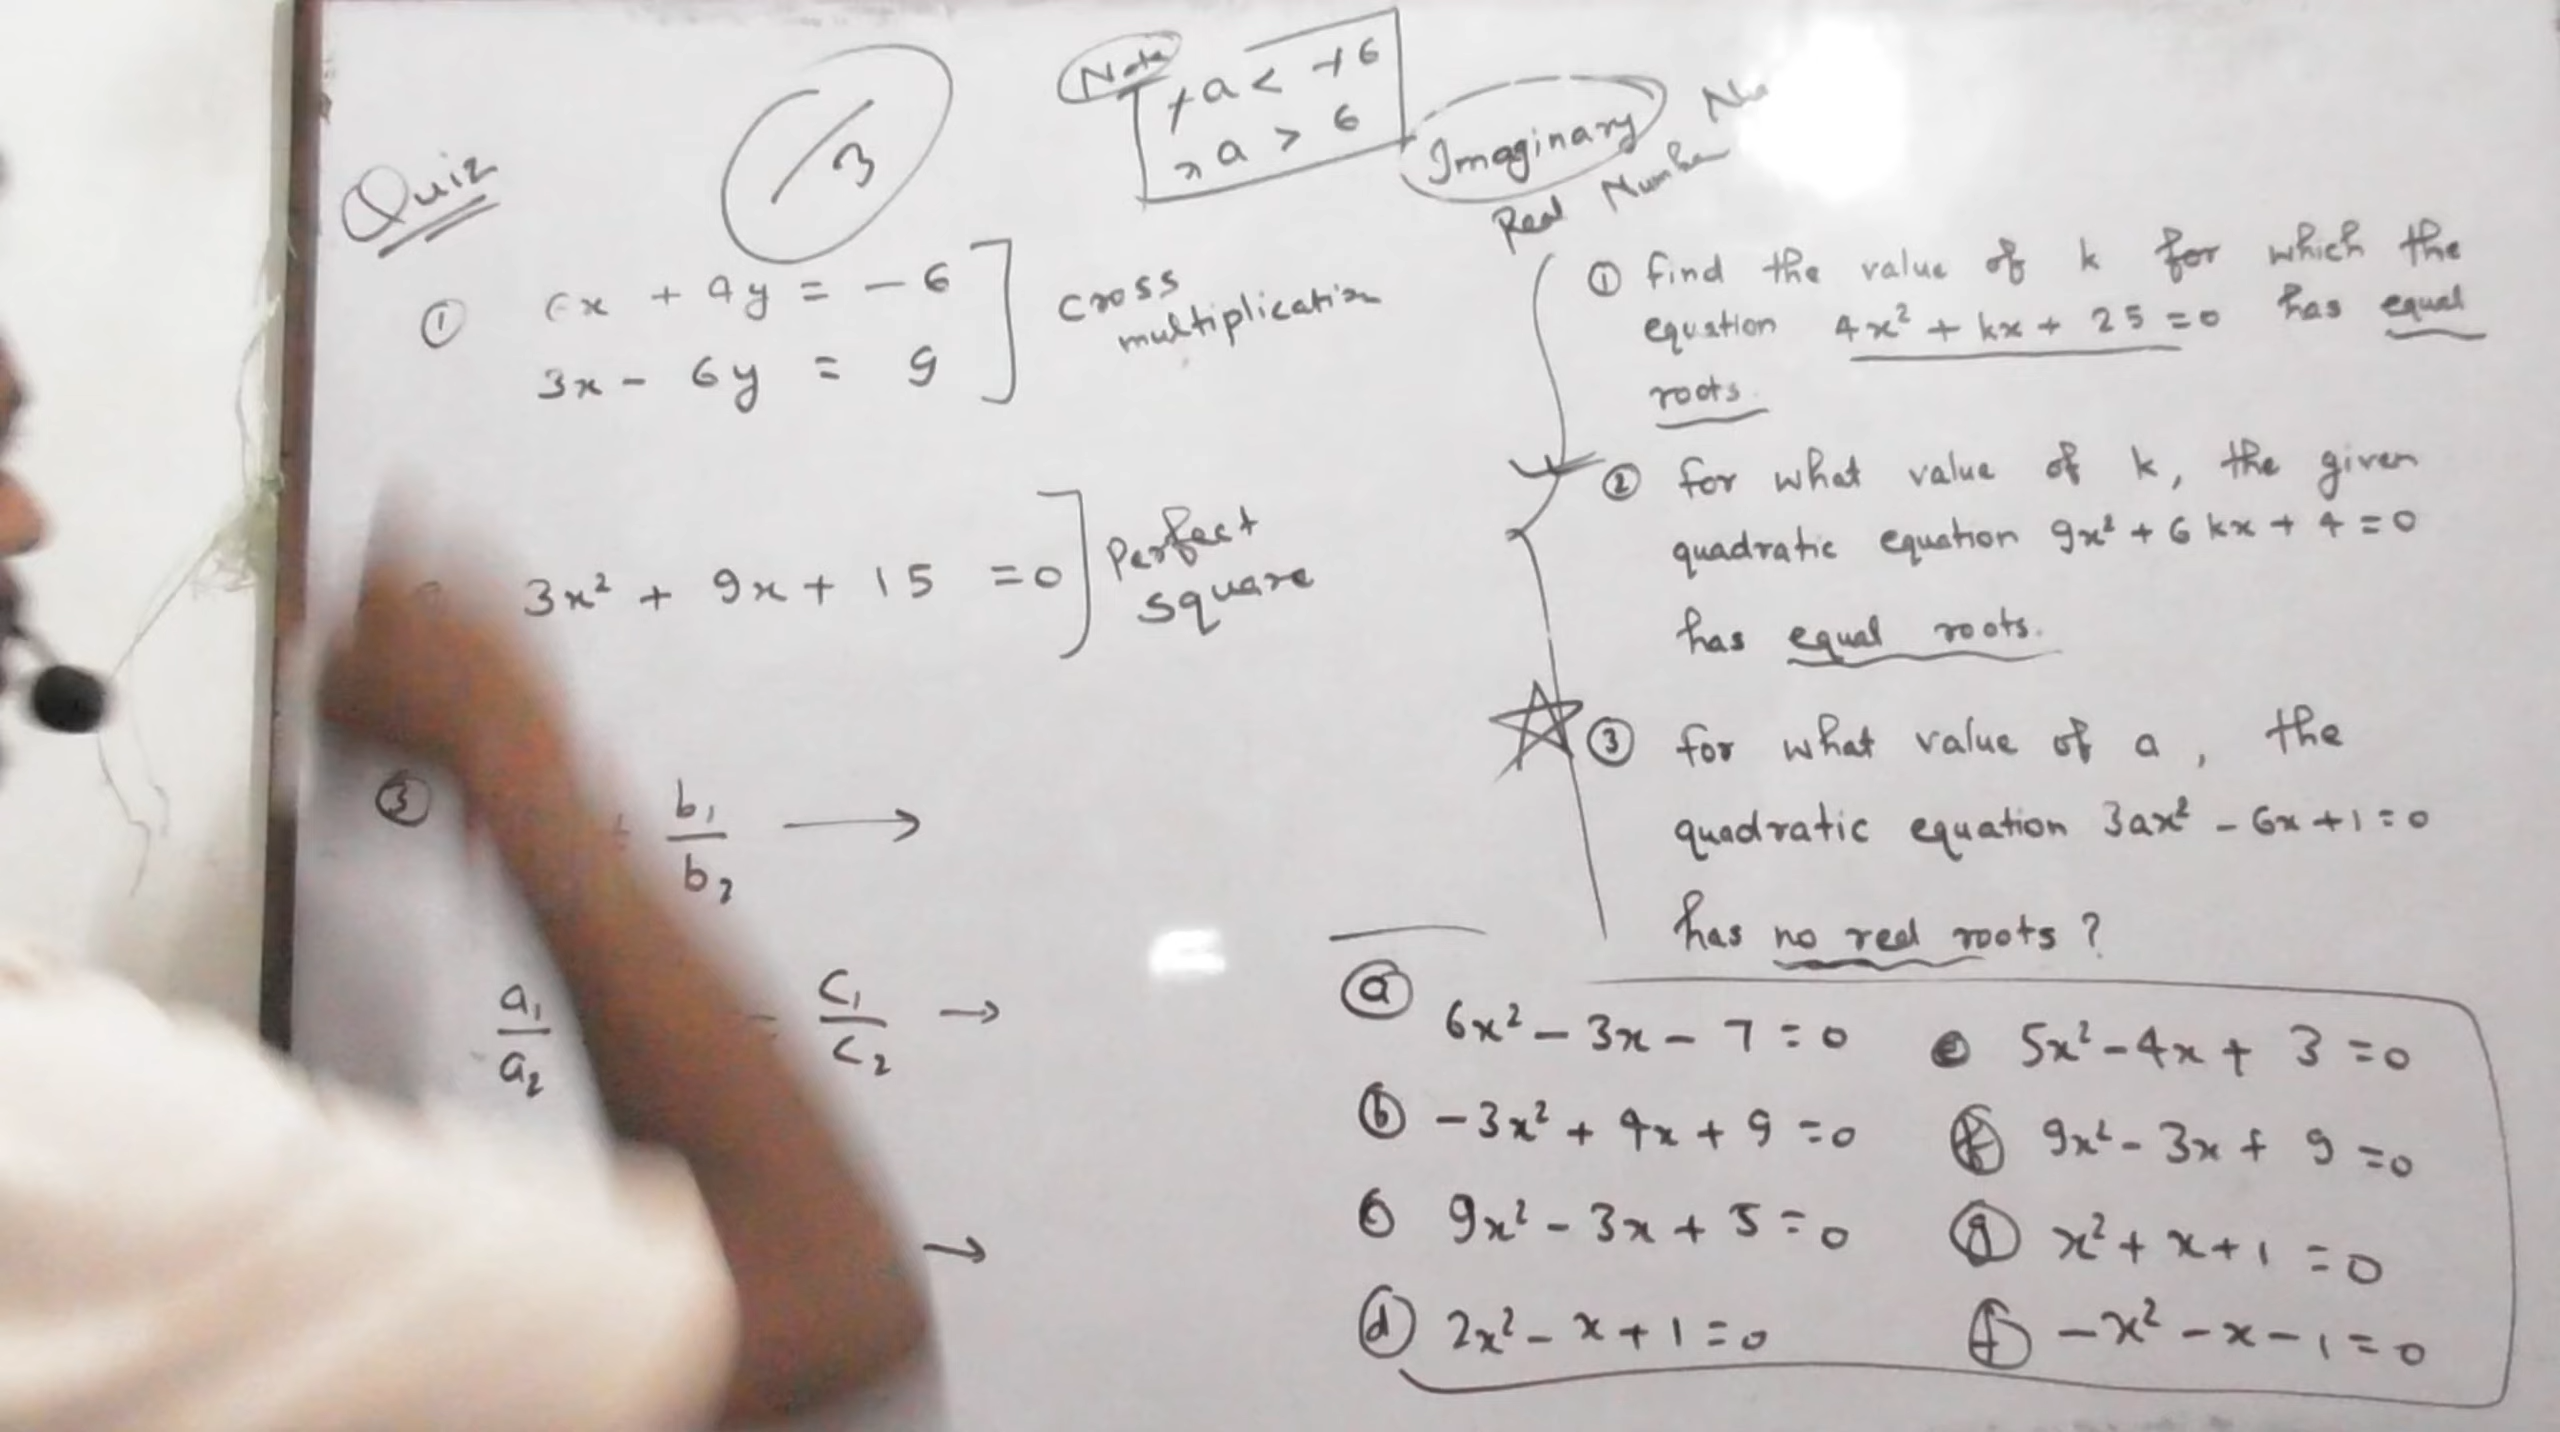 Quiz
/3
Note
+a < -+6
>a > 6
Imaginary
Real Number
① 6x + 4y = - 6
3x - 6y = 9
cross
multiplication
3x² + 9x + 15 = 0
Perfect
square
③ b₁/b₂ →
a₁/a₂ = c₁/c₂ →
→
① find the value of k for which the
equation 4x² + kx + 25 = 0 has equal
roots.
② for what value of k, the given
quadratic equation 9x² + 6kx + 4 = 0
has equal roots.
③ for what value of a, the
quadratic equation 3ax² - 6x + 1 = 0
has no real roots?
ⓐ 6x² - 3x - 7 = 0
ⓑ -3x² + 4x + 9 = 0
ⓒ 9x² - 3x + 5 = 0
ⓓ 2x² - x + 1 = 0
ⓔ 5x² - 4x + 3 = 0
ⓕ 9x² - 3x + 9 = 0
ⓖ x² + x + 1 = 0
ⓕ -x² - x - 1 = 0